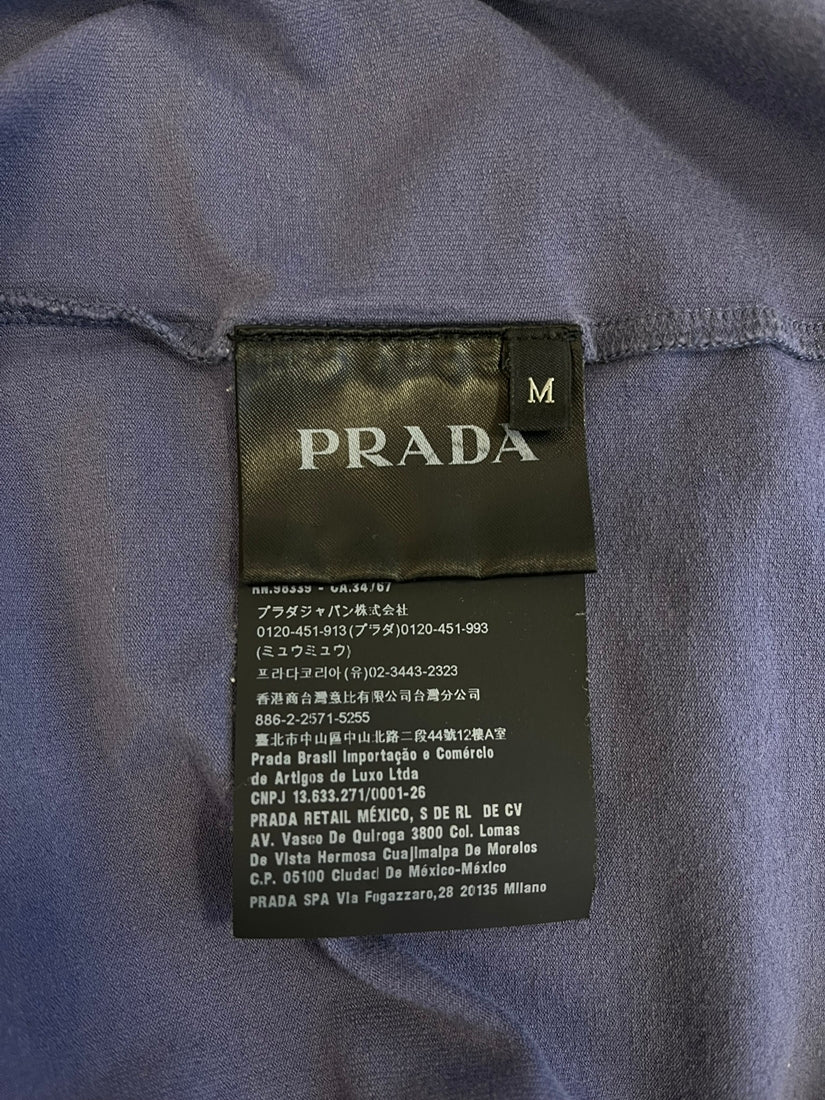 M
PRADA
RN.96339 - CA.34767
プラダジャパン株式会社
0120-451-913(プラダ)0120-451-993
(ミュウミュウ)
프라다코리아(유)02-3443-2323
香港商台灣意比有限公司台灣分公司
886-2-2571-5255
臺北市中山區中山北路二段44號12樓A室
Prada Brasil Importação e Comércio
de Artigos de Luxo Ltda
CNPJ 13.633.271/0001-26
PRADA RETAIL MÉXICO, S DE RL DE CV
AV. Vasco De Quiroga 3800 Col. Lomas
De Vista Hermosa Cuajimalpa De Morelos
C.P. 05100 Ciudad De México-México
PRADA SPA Via Fogazzaro,28 20135 Milano